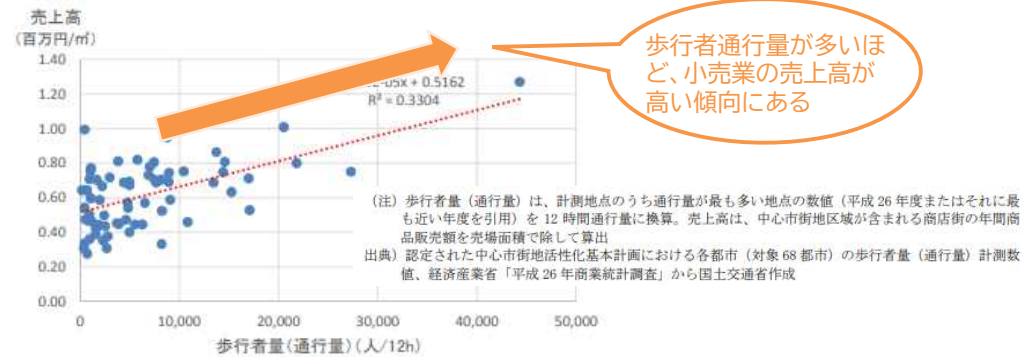 売上高
(百万円/㎡)
1.40
1.20
1.00
0.80
0.60
0.40
0.20
0.00
0
10,000
20,000
30,000
40,000
50,000
歩行者量(通行量)(人/12h)
-05x + 0.5162
R² = 0.3304
歩行者通行量が多いほ
ど、小売業の売上高が
高い傾向にある
(注) 歩行者量(通行量)は、計測地点のうち通行量が最も多い地点の数値(平成 26 年度またはそれに最
も近い年度を引用)を 12 時間通行量に換算。売上高は、中心市街地区域が含まれる商店街の年間商
品販売額を売場面積で除して算出
出典)認定された中心市街地活性化基本計画における各都市(対象 68 都市)の歩行者量(通行量)計測数
値、経済産業省「平成 26 年商業統計調査」から国土交通省作成